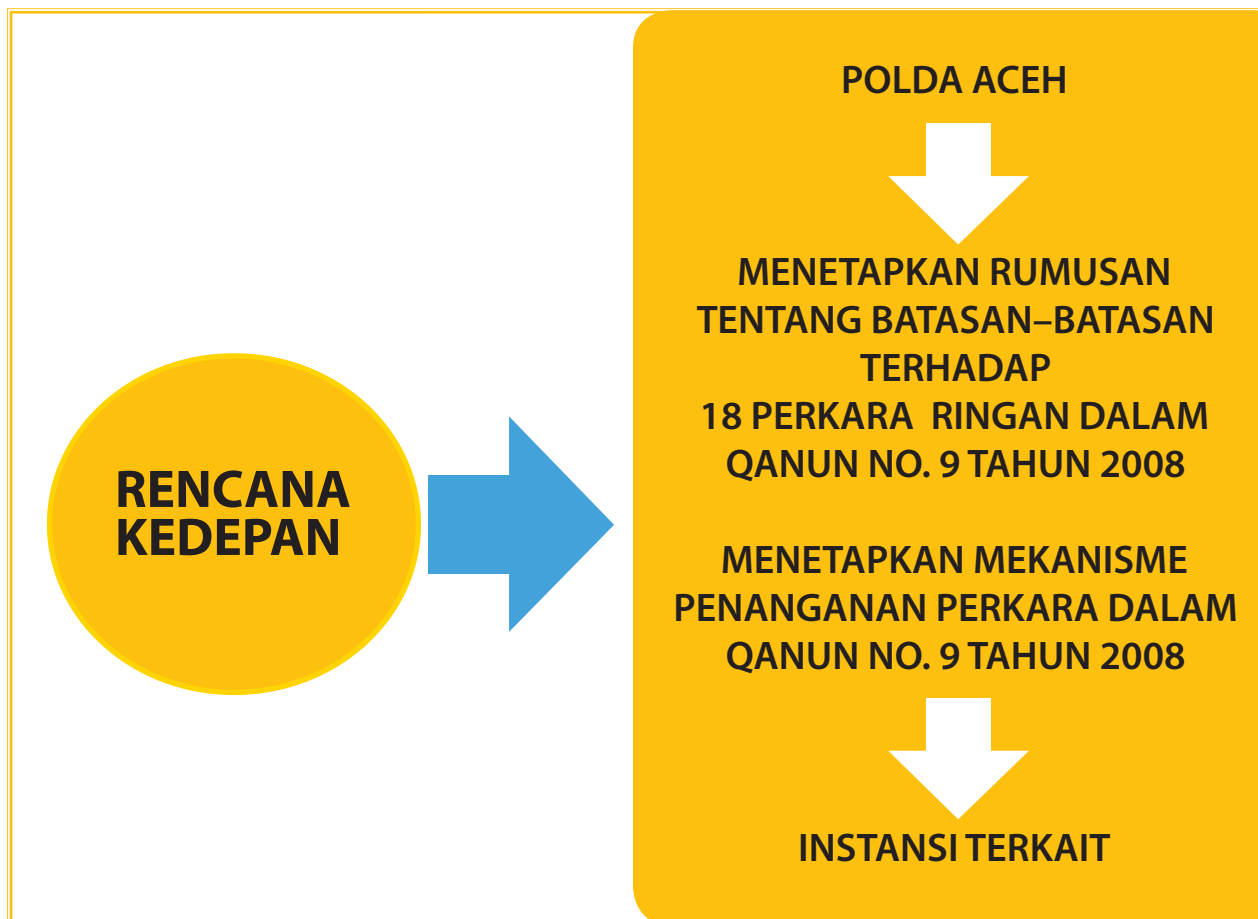 RENCANA
KEDEPAN
POLDA ACEH
MENETAPKAN RUMUSAN
TENTANG BATASAN–BATASAN
TERHADAP
18 PERKARA RINGAN DALAM
QANUN NO. 9 TAHUN 2008
MENETAPKAN MEKANISME
PENANGANAN PERKARA DALAM
QANUN NO. 9 TAHUN 2008
INSTANSI TERKAIT